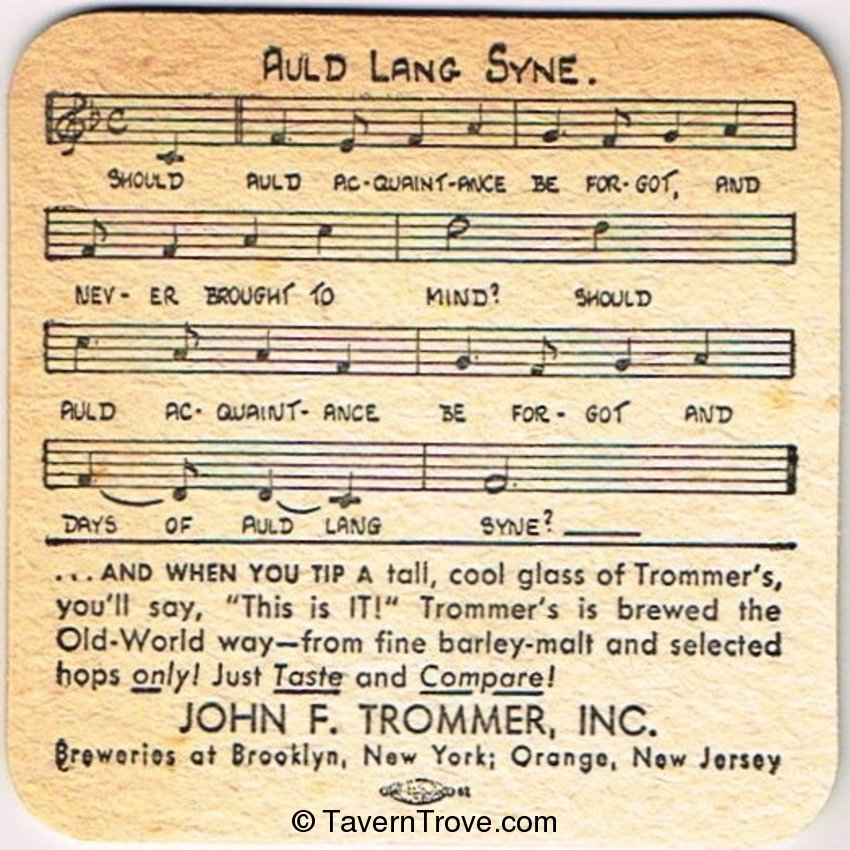 AULD LANG SYNE.
SHOULD AULD AC-QUAINT-ANCE BE FOR-GOT, AND
NEV- ER BROUGHT TO MIND? SHOULD
AULD AC- QUAINT- ANCE BE FOR- GOT AND
DAYS OF AULD LANG SYNE?
...AND WHEN YOU TIP A tall, cool glass of Trommer's,
you'll say, "This is IT!" Trommer's is brewed the
Old-World way—from fine barley-malt and selected
hops only! Just Taste and Compare!
JOHN F. TROMMER, INC.
Breweries at Brooklyn, New York; Orange, New Jersey
© TavernTrove.com